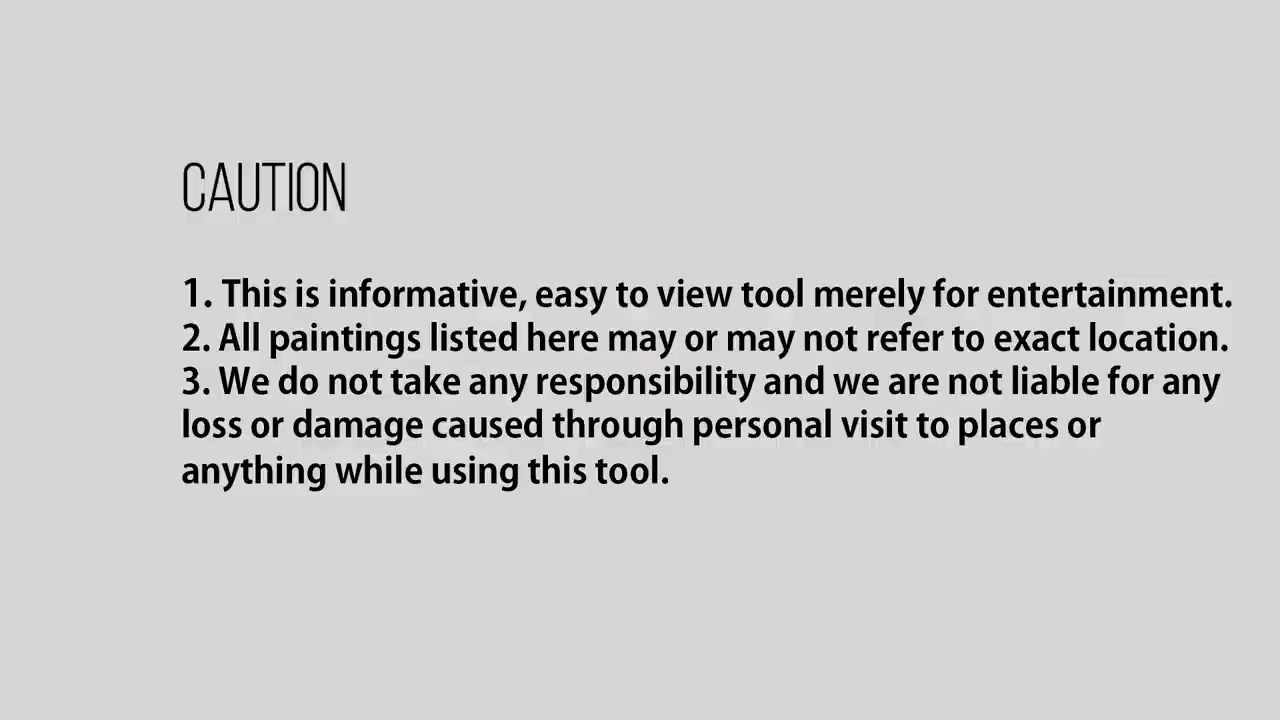 CAUTION
1. This is informative, easy to view tool merely for entertainment.
2. All paintings listed here may or may not refer to exact location.
3. We do not take any responsibility and we are not liable for any
loss or damage caused through personal visit to places or
anything while using this tool.